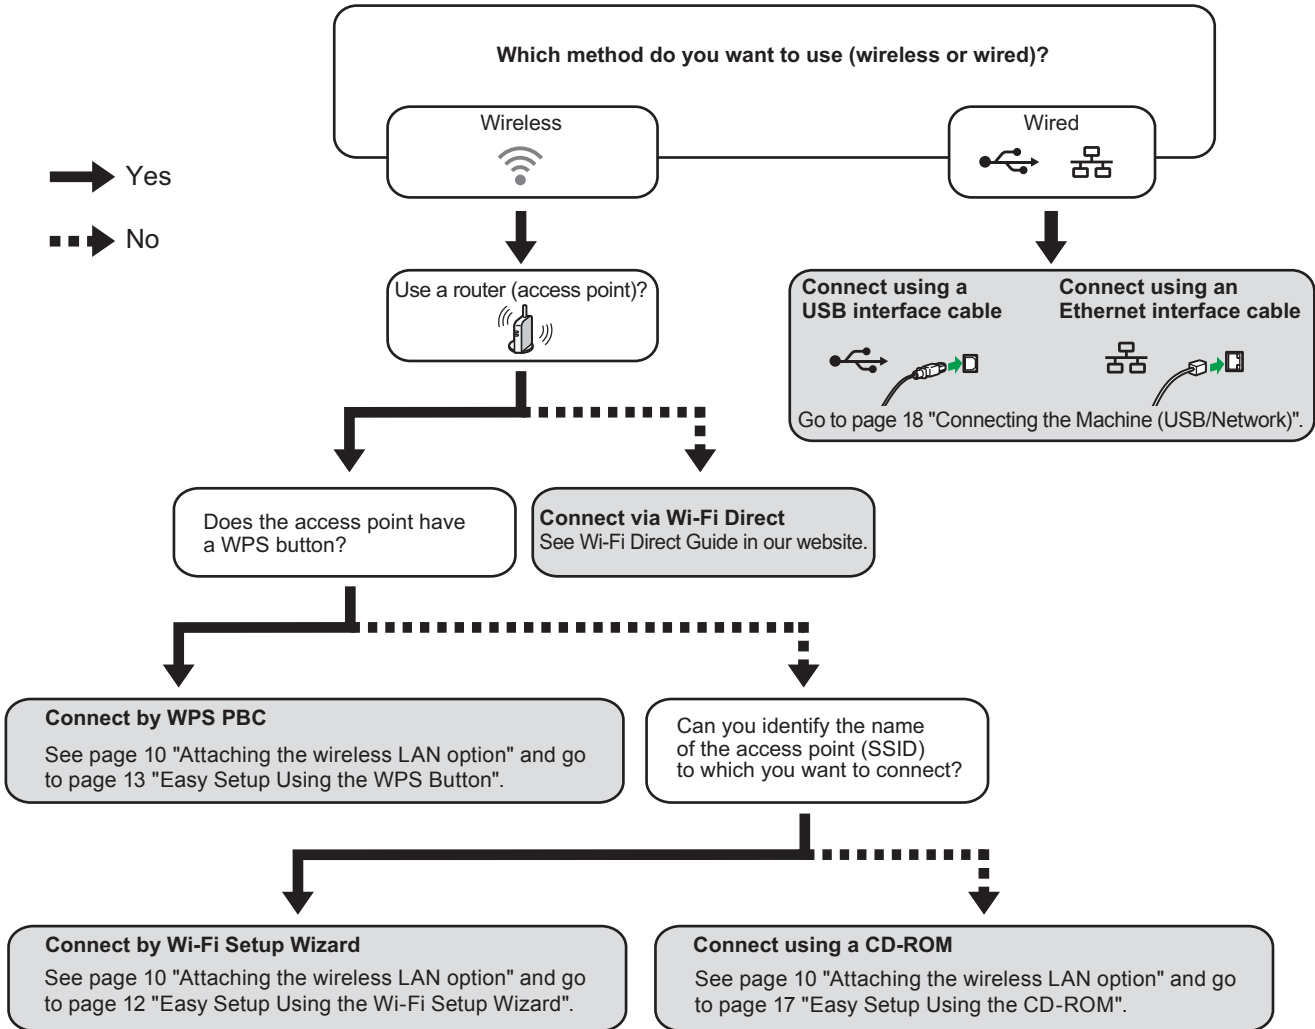 Which method do you want to use (wireless or wired)?
Wireless
Wired
Yes
No
Use a router (access point)?
Connect using a
USB interface cable
Connect using an
Ethernet interface cable
Go to page 18 "Connecting the Machine (USB/Network)".
Does the access point have
a WPS button?
Connect via Wi-Fi Direct
See Wi-Fi Direct Guide in our website.
Connect by WPS PBC
See page 10 "Attaching the wireless LAN option" and go
to page 13 "Easy Setup Using the WPS Button".
Can you identify the name
of the access point (SSID)
to which you want to connect?
Connect by Wi-Fi Setup Wizard
See page 10 "Attaching the wireless LAN option" and go
to page 12 "Easy Setup Using the Wi-Fi Setup Wizard".
Connect using a CD-ROM
See page 10 "Attaching the wireless LAN option" and go
to page 17 "Easy Setup Using the CD-ROM".